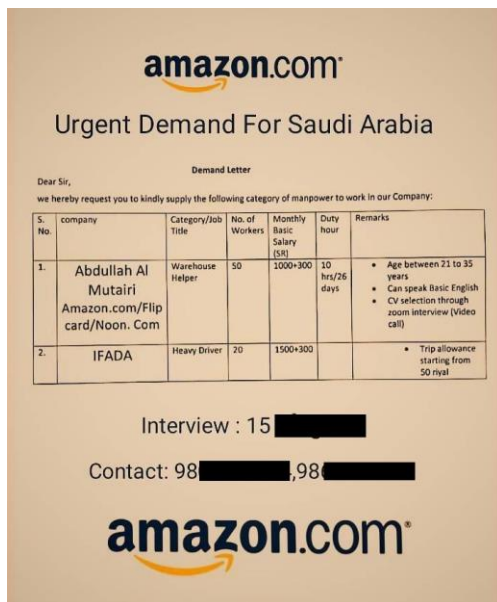 amazon.com®
Urgent Demand For Saudi Arabia
Demand Letter
Dear Sir,
we hereby request you to kindly supply the following category of manpower to work in our Company:
S. No. company Category/Job Title No. of Workers Monthly Basic Salary (SR) Duty hour Remarks
1. Abdullah Al Mutairi Amazon.com/Flip card/Noon. Com Warehouse Helper 50 1000+300 10 hrs/26 days • Age between 21 to 35 years
• Can speak Basic English
• CV selection through zoom interview (Video call)
2. IFADA Heavy Driver 20 1500+300 • Trip allowance starting from 50 riyal
Interview : 15
Contact: 98 ,98
amazon.com®